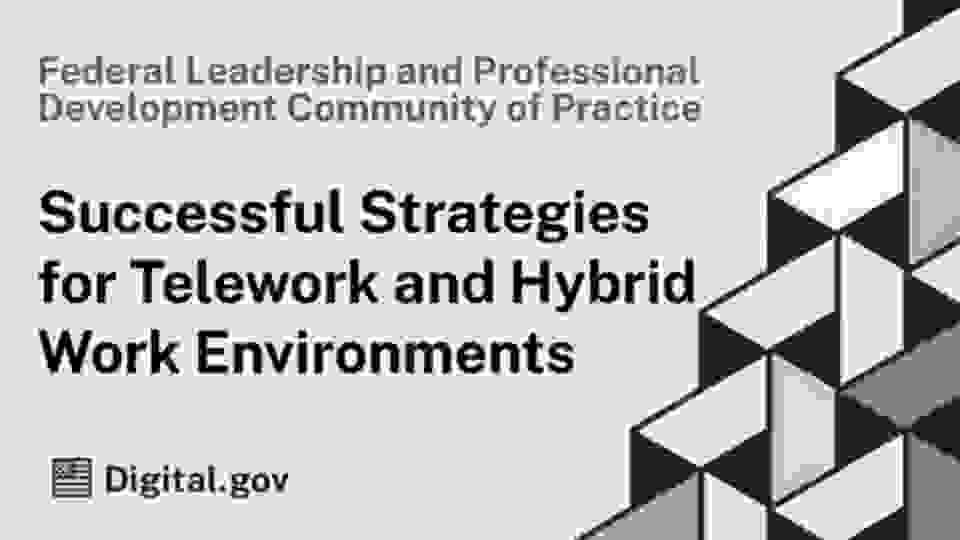 Federal Leadership and Professional
Development Community of Practice
Successful Strategies
for Telework and Hybrid
Work Environments
Digital.gov